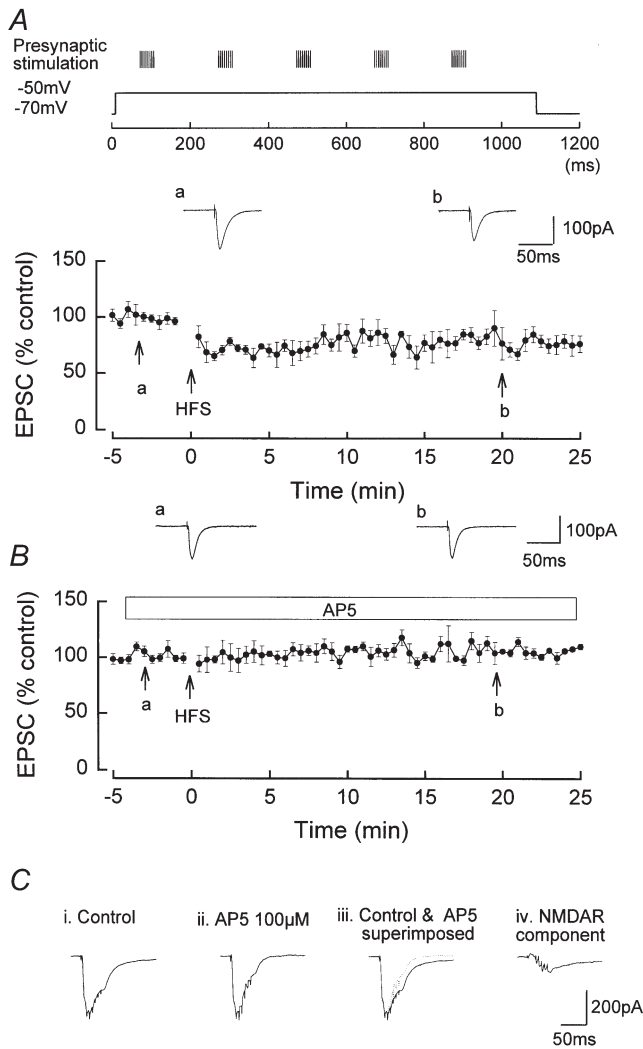 A
Presynaptic
stimulation
-50mV
-70mV
0 200 400 600 800 1000 1200
(ms)
a b
100pA
50ms
150
100
50
0
EPSC (% control)
a
HFS
b
-5 0 5 10 15 20 25
Time (min)
a b
100pA
50ms
B
150
100
50
0
EPSC (% control)
AP5
a
HFS
b
-5 0 5 10 15 20 25
Time (min)
C
i. Control
ii. AP5 100μM
iii. Control & AP5
superimposed
iv. NMDAR
component
200pA
50ms